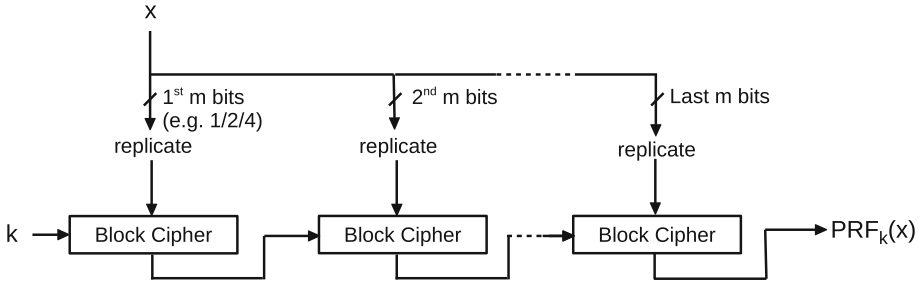 x
1st m bits
(e.g. 1/2/4)
2nd m bits
Last m bits
replicate
replicate
replicate
k
Block Cipher
Block Cipher
Block Cipher
PRFk(x)